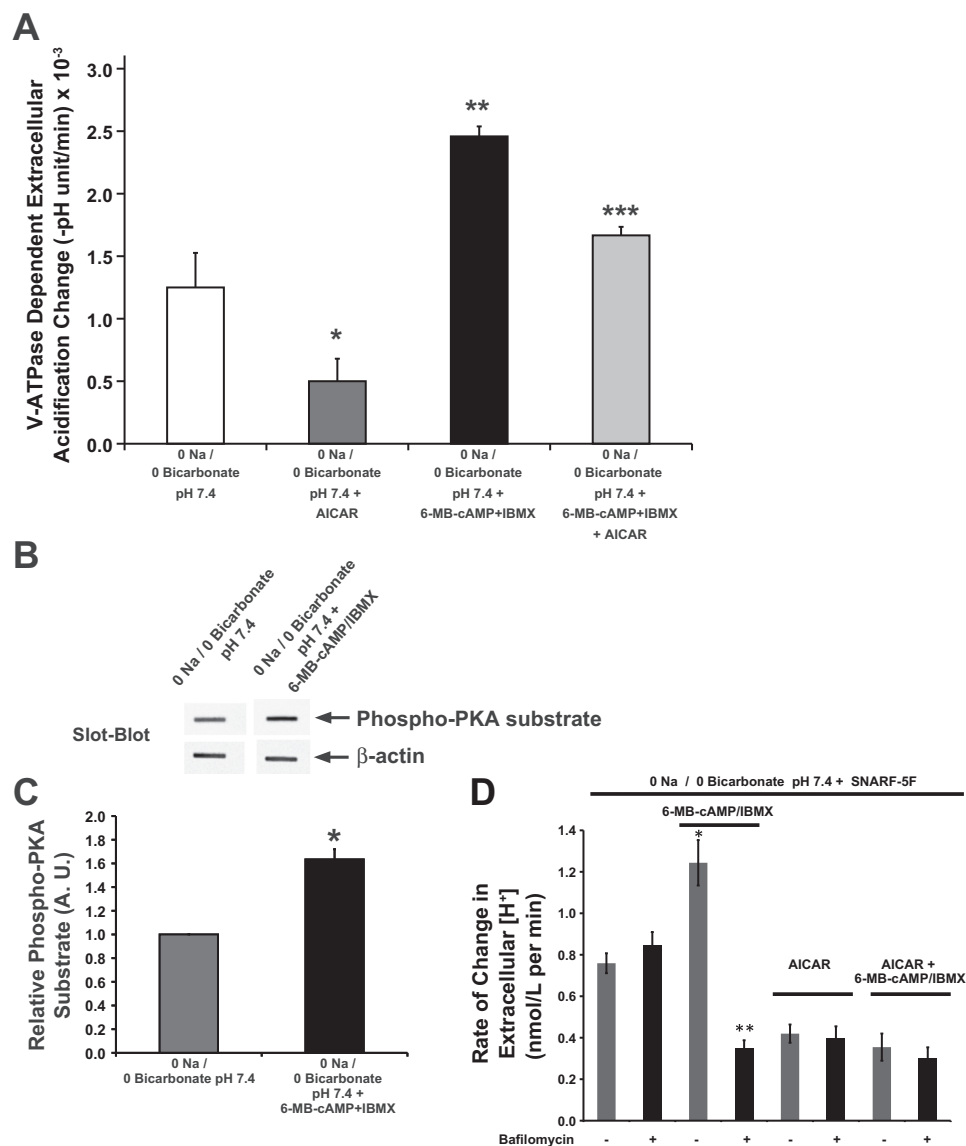 A
V-ATPase Dependent Extracellular
Acidification Change (-pH unit/min) x 10⁻³
3.0
2.5
2.0
1.5
1.0
0.5
0.0
*
**
***
0 Na /
0 Bicarbonate
pH 7.4
0 Na /
0 Bicarbonate
pH 7.4 +
AICAR
0 Na /
0 Bicarbonate
pH 7.4 +
6-MB-cAMP+IBMX
0 Na /
0 Bicarbonate
pH 7.4 +
6-MB-cAMP+IBMX
+ AICAR
B
0 Na / 0 Bicarbonate
pH 7.4
0 Na / 0 Bicarbonate
pH 7.4 +
6-MB-cAMP/IBMX
Slot-Blot
Phospho-PKA substrate
β-actin
C
Relative Phospho-PKA
Substrate (A. U.)
2.0
1.8
1.6
1.4
1.2
1.0
0.8
0.6
0.4
0.2
0.0
*
0 Na /
0 Bicarbonate pH 7.4
0 Na /
0 Bicarbonate
pH 7.4 +
6-MB-cAMP+IBMX
D
0 Na / 0 Bicarbonate pH 7.4 + SNARF-5F
6-MB-cAMP/IBMX
AICAR
AICAR +
6-MB-cAMP/IBMX
Rate of Change in
Extracellular [H⁺]
(nmol/L per min)
1.4
1.2
1.0
0.8
0.6
0.4
0.2
0.0
*
**
Bafilomycin - + - + - + - +